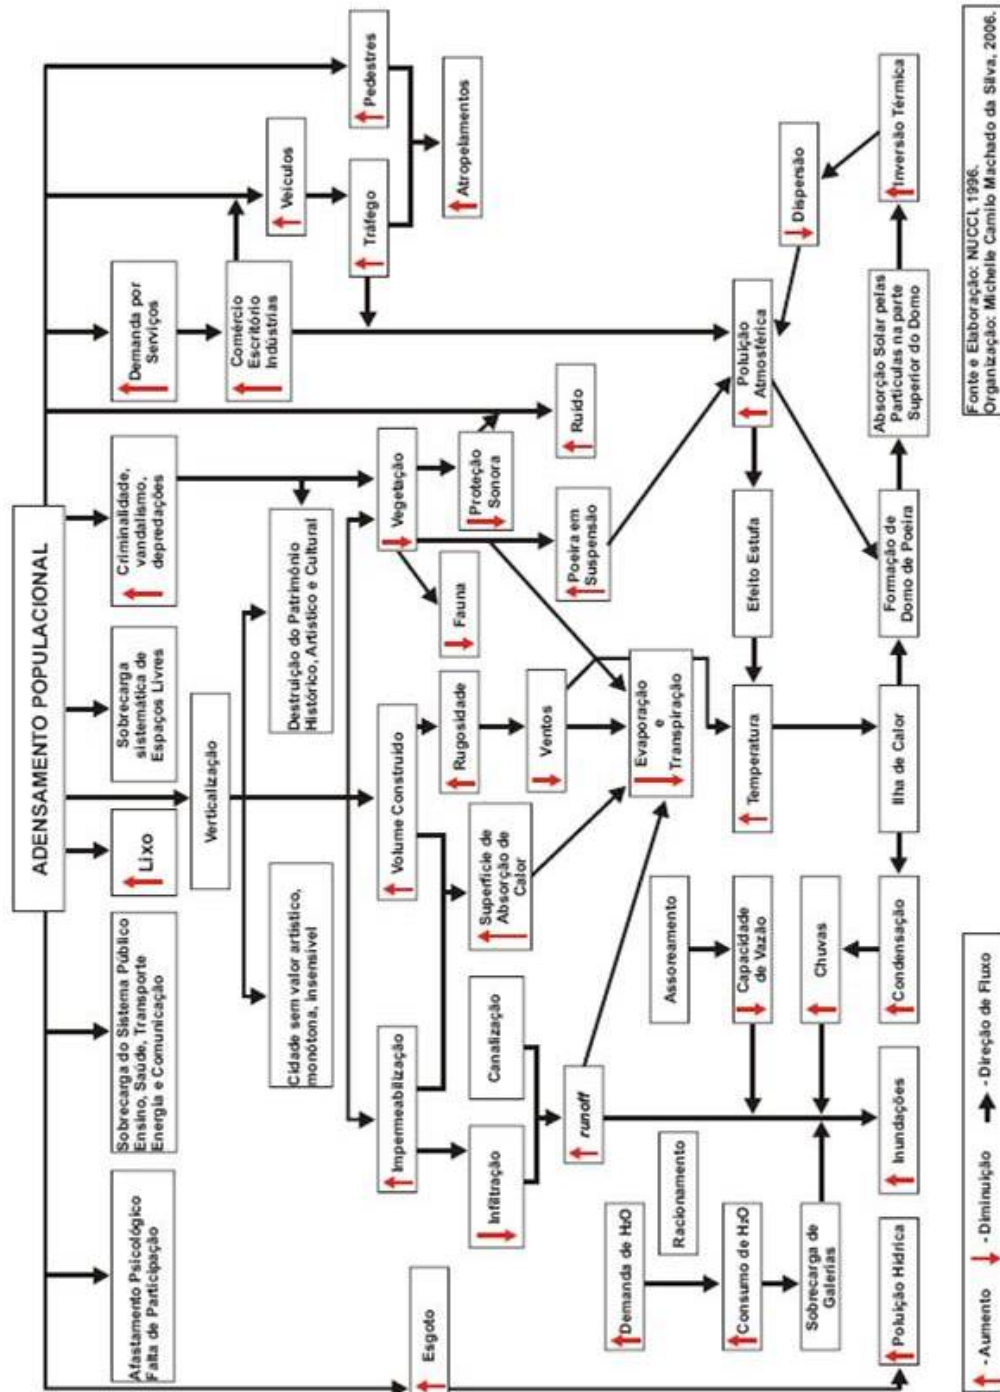 ADENSAMENTO POPULACIONAL
Afastamento Psicológico
Falta de Participação
Sobrecarga do Sistema Público
Ensino, Saúde, Transporte
Energia e Comunicação
Lixo
Sobrecarga
sistemática de
Espaços Livres
Criminalidade,
vandalismo,
depredações
Demanda por
Serviços
Verticalização
Comércio
Escritório
Indústrias
Cidade sem valor artístico,
monótona, insensível
Destruição do Patrimônio
Histórico, Artístico e Cultural
Veículos
Esgoto
Impermeabilização
Volume Construido
Vegetação
Tráfego
Pedestres
Infiltração
Canalização
Superfície de
Absorção de
Calor
Rugosidade
Fauna
Proteção
Sonora
Atropelamentos
runoff
Ventos
Poeira em
Suspensão
Ruído
Demanda de H2O
Racionamento
Assoreamento
Evaporação
e
Transpiração
Consumo de H2O
Capacidade
de Vazão
Temperatura
Efeito Estufa
Poluição
Atmosférica
Dispersão
Sobrecarga de
Galerias
Chuvas
Poluição Hídrica
Inundações
Condensação
Ilha de Calor
Formação de
Domo de Poeira
Absorção Solar pelas
Partículas na parte
Superior do Domo
Inversão Térmica
- Aumento - Diminuição - Direção de Fluxo
Fonte e Elaboração: NUCCI, 1996.
Organização: Michelle Camilo Machado da Silva, 2006.